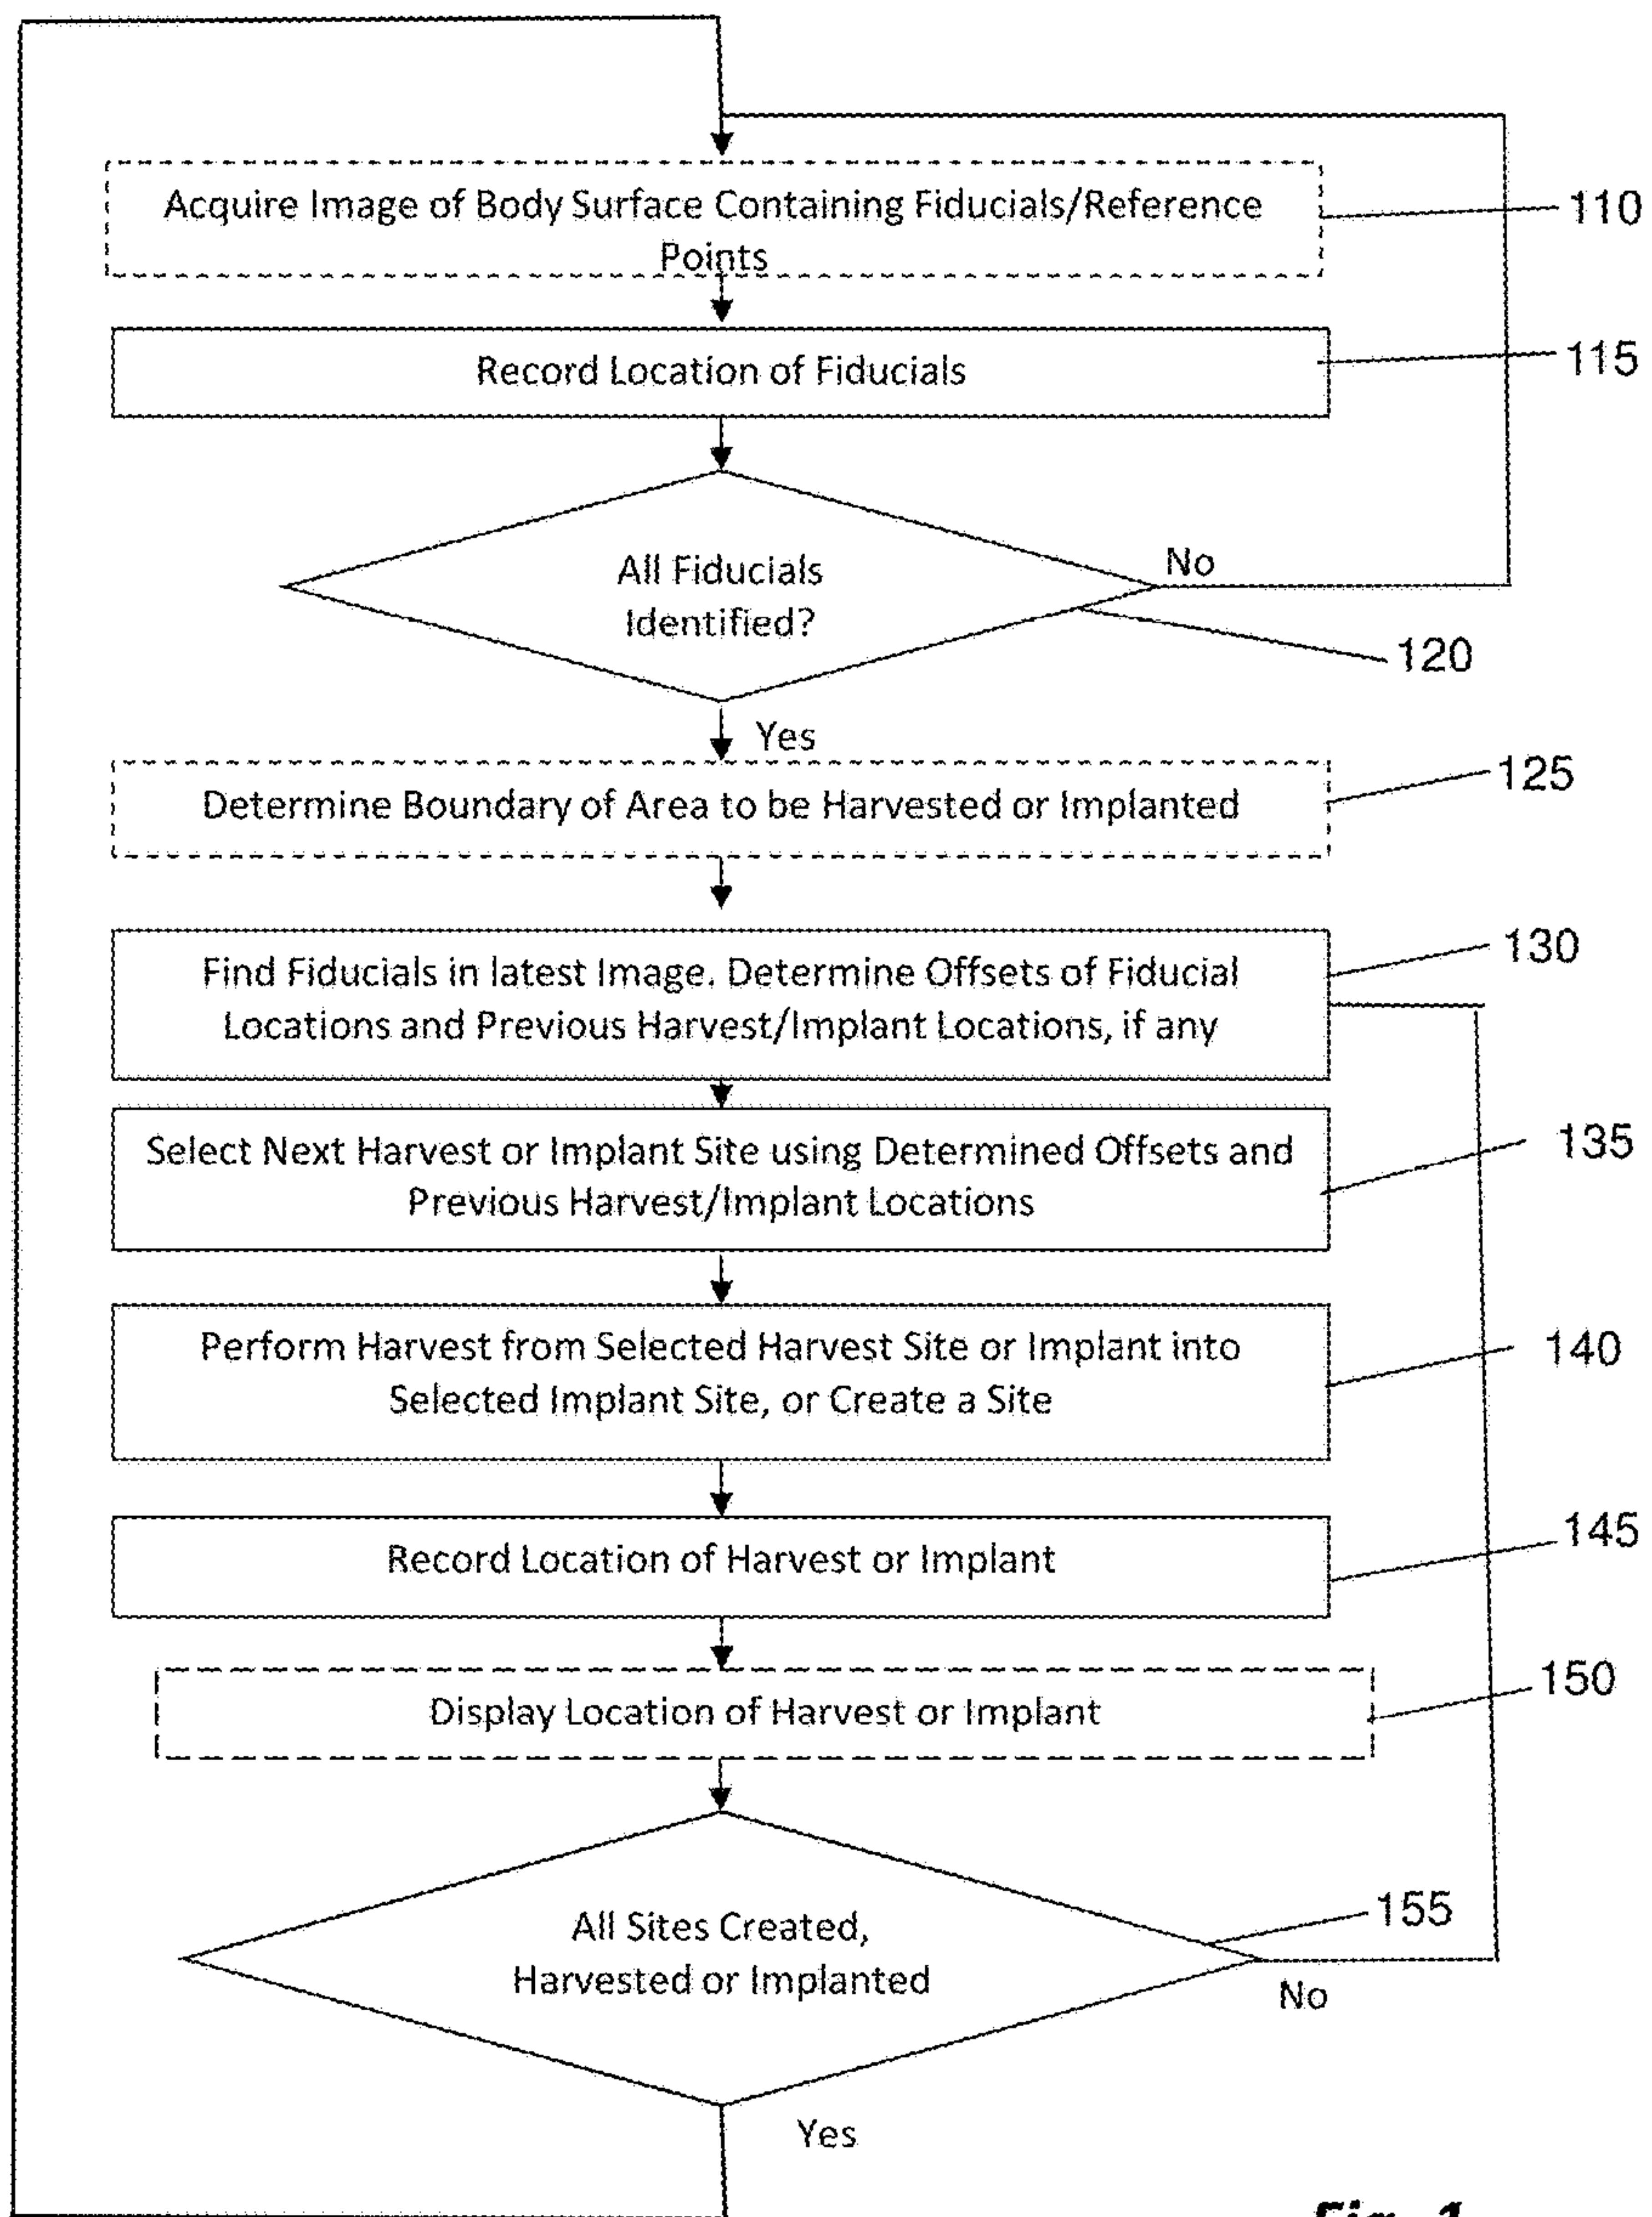 Acquire Image of Body Surface Containing Fiducials/Reference
Points
110
Record Location of Fiducials
115
All Fiducials
Identified?
No
120
Yes
Determine Boundary of Area to be Harvested or Implanted
125
Find Fiducials in latest Image. Determine Offsets of Fiducial
Locations and Previous Harvest/Implant Locations, if any
130
Select Next Harvest or Implant Site using Determined Offsets and
Previous Harvest/Implant Locations
135
Perform Harvest from Selected Harvest Site or Implant into
Selected Implant Site, or Create a Site
140
Record Location of Harvest or Implant
145
Display Location of Harvest or Implant
150
All Sites Created,
Harvested or Implanted
155
No
Yes
Fig. 1